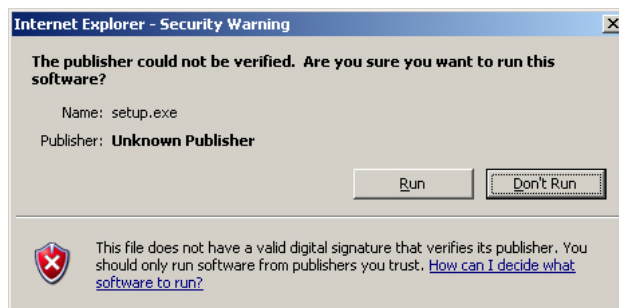 Internet Explorer - Security Warning
The publisher could not be verified.  Are you sure you want to run this
software?
Name: setup.exe
Publisher: Unknown Publisher
Run
Don't Run
This file does not have a valid digital signature that verifies its publisher. You
should only run software from publishers you trust. How can I decide what
software to run?